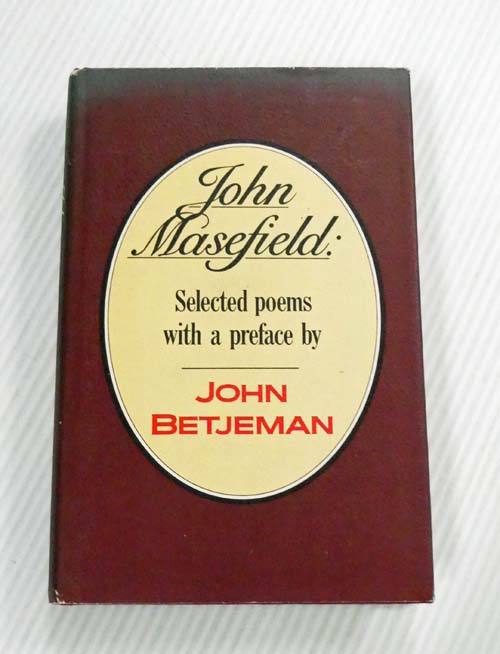 John
Masefield:
Selected poems
with a preface by
JOHN
BETJEMAN